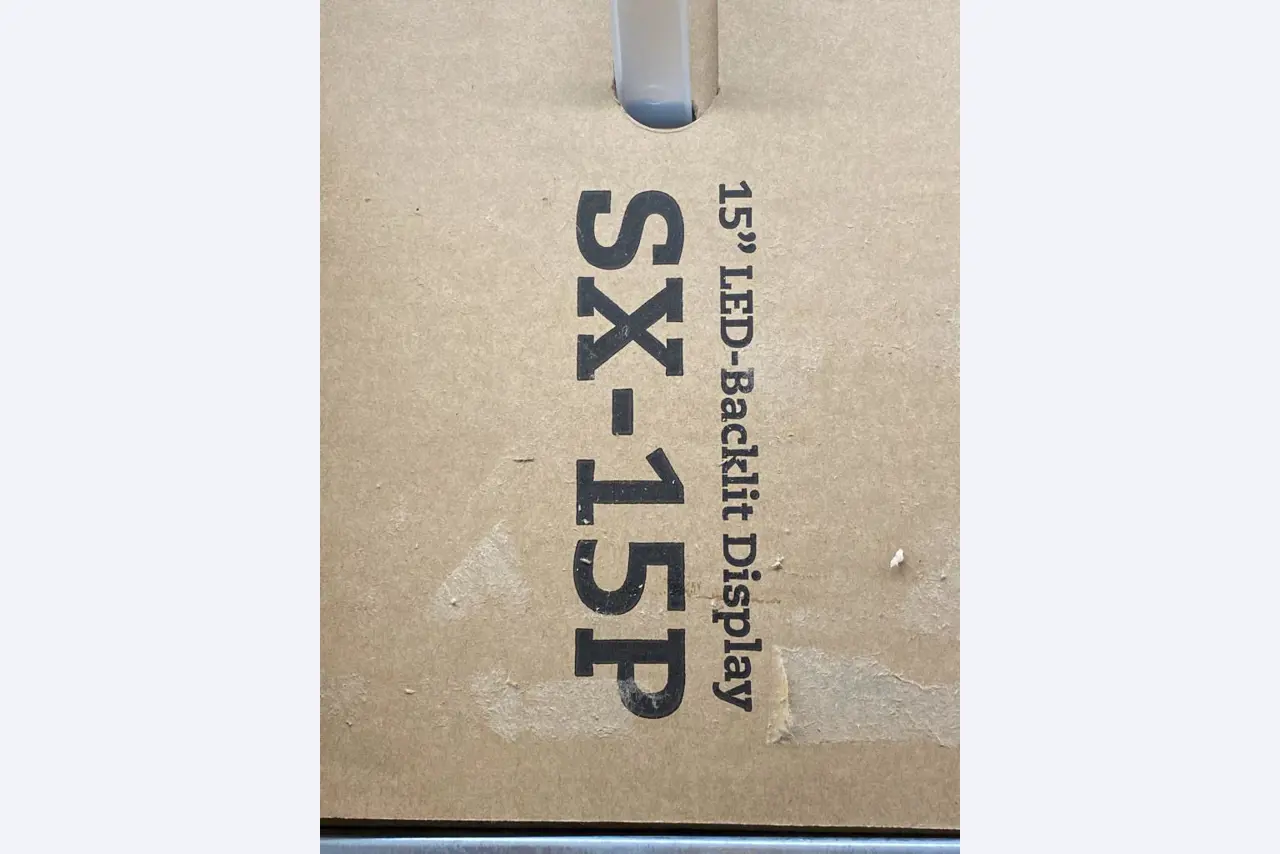 15” LED-Backlit Display
SX-15P